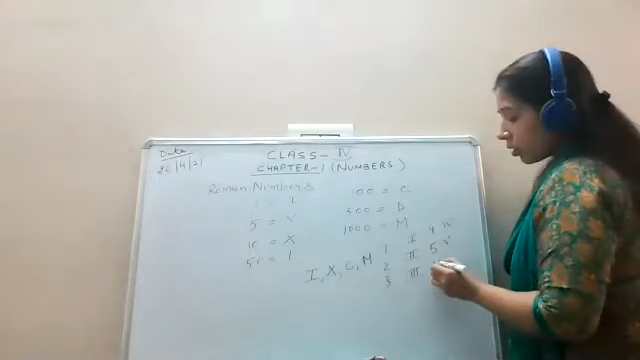 Date
26/4/21
CLASS- IV
CHAPTER-1 (NUMBERS)
Roman Numbers
1 I
5 = V
10 = X
50 = L
100 = C
500 = D
1000 = M
I, X, C, M
1 I
2 II
3 III
4 IV
5 V